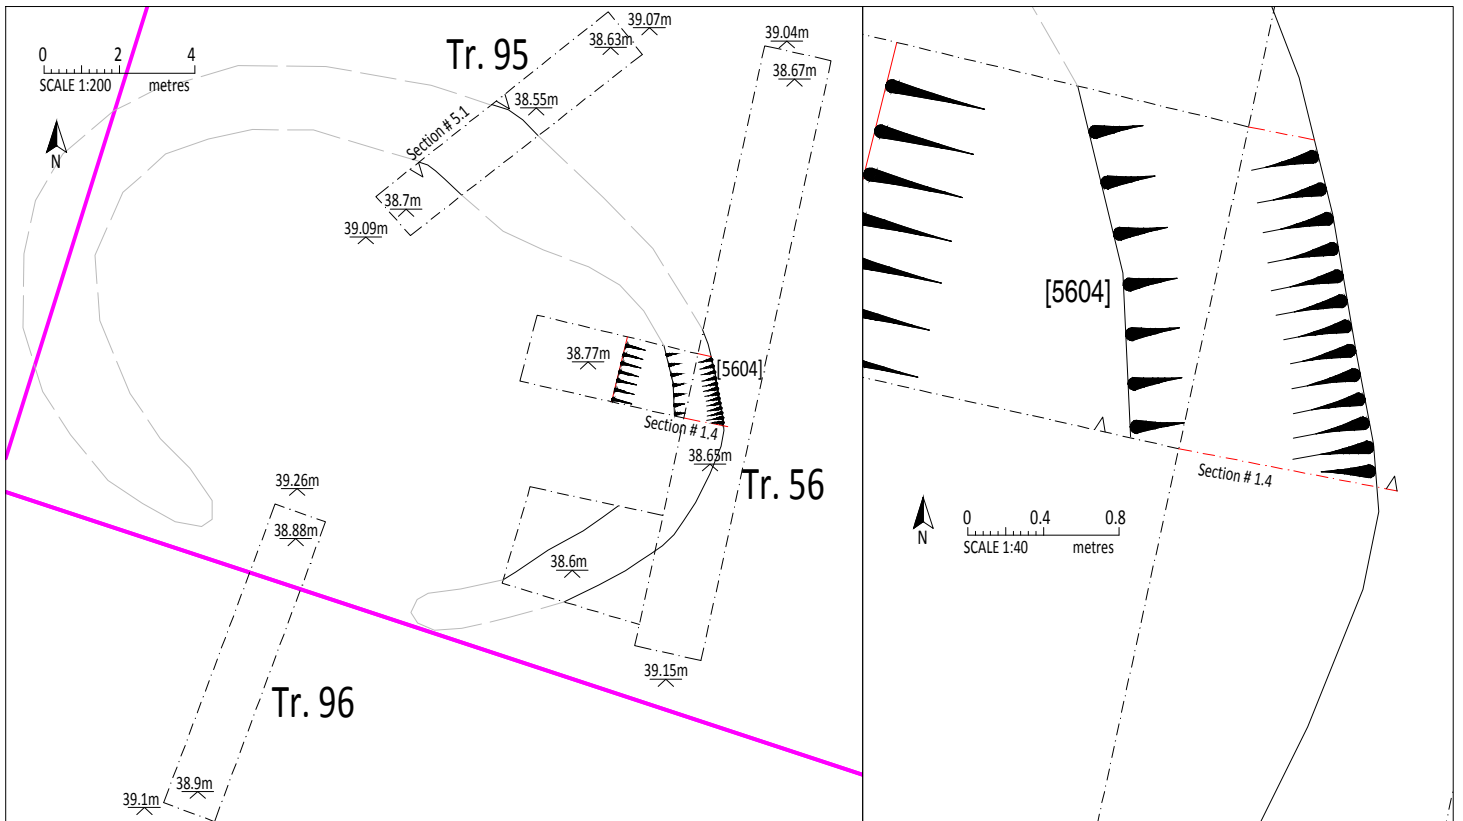 39.07m
38.63m
Tr. 95
39.04m
0 2 4
SCALE 1:200 metres
38.67m
38.55m
Section # 5.1
N
38.7m
39.09m
38.77m
[5604]
Section # 1.4
38.65m
Tr. 56
39.26m
38.88m
38.6m
39.15m
Tr. 96
38.9m
39.1m
[5604]
Section # 1.4
N
0 0.4 0.8
SCALE 1:40 metres